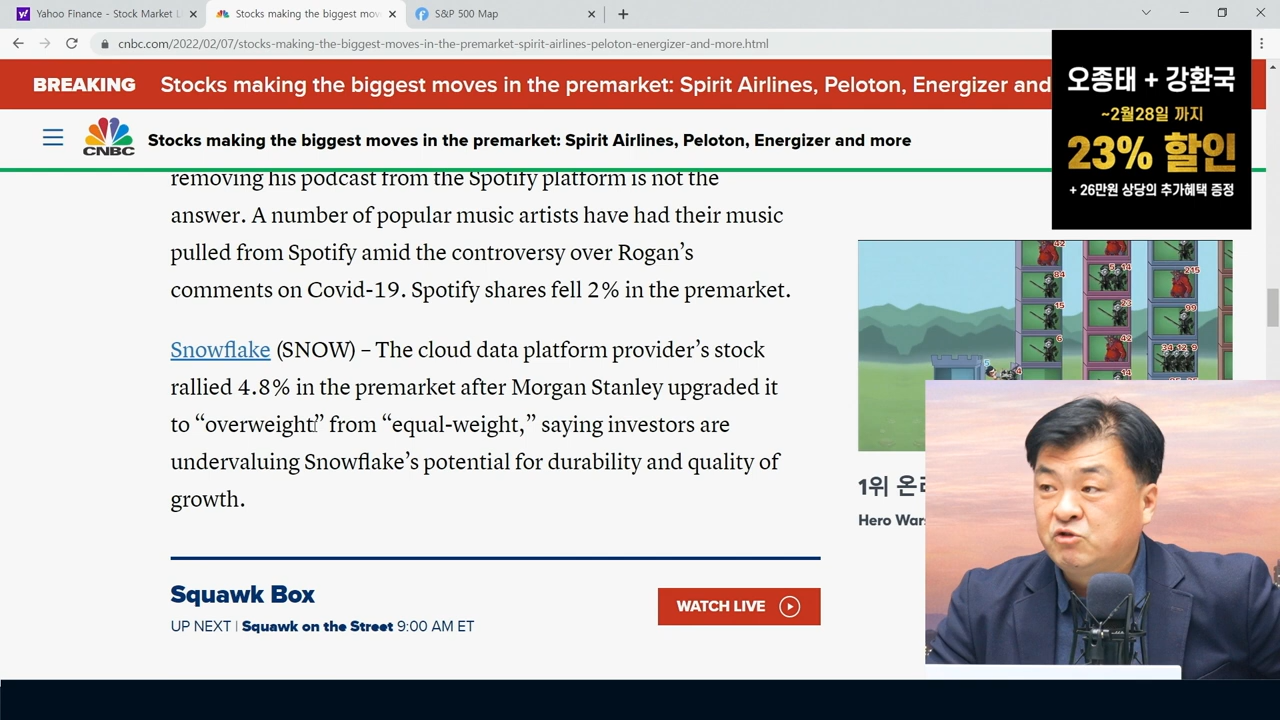 Yahoo Finance - Stock Market L
Stocks making the biggest mov
S&P 500 Map
cnbc.com/2022/02/07/stocks-making-the-biggest-moves-in-the-premarket-spirit-airlines-peloton-energizer-and-more.html
BREAKING
Stocks making the biggest moves in the premarket: Spirit Airlines, Peloton, Energizer and
CNBC
Stocks making the biggest moves in the premarket: Spirit Airlines, Peloton, Energizer and more
오종태 + 강환국
~2월28일 까지
23% 할인
+ 26만원 상당의 추가혜택 증정
removing his podcast from the Spotify platform is not the
answer. A number of popular music artists have had their music
pulled from Spotify amid the controversy over Rogan’s
comments on Covid-19. Spotify shares fell 2% in the premarket.
Snowflake (SNOW) – The cloud data platform provider’s stock
rallied 4.8% in the premarket after Morgan Stanley upgraded it
to “overweight” from “equal-weight,” saying investors are
undervaluing Snowflake’s potential for durability and quality of
growth.
1위 온
Hero War
Squawk Box
UP NEXT | Squawk on the Street 9:00 AM ET
WATCH LIVE